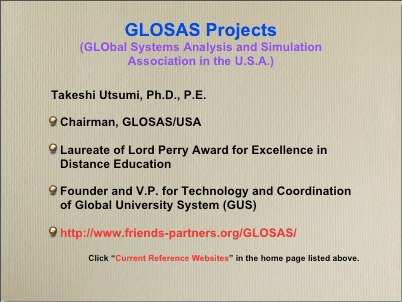 GLOSAS Projects
(GLObal Systems Analysis and Simulation
Association in the U.S.A.)
Takeshi Utsumi, Ph.D., P.E.
Chairman, GLOSAS/USA
Laureate of Lord Perry Award for Excellence in
Distance Education
Founder and V.P. for Technology and Coordination
of Global University System (GUS)
http://www.friends-partners.org/GLOSAS/
Click “Current Reference Websites” in the home page listed above.